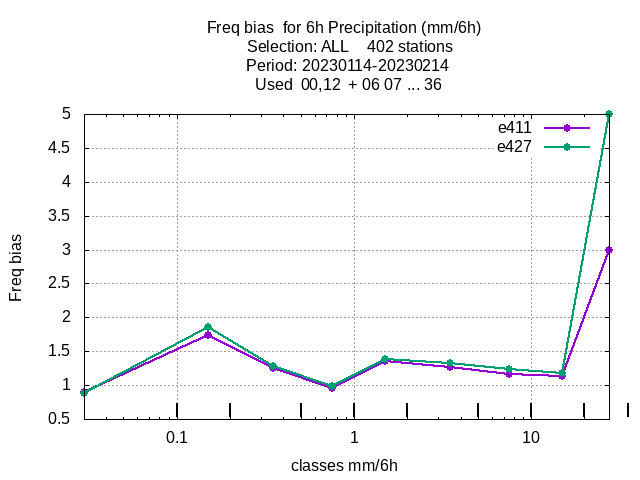 Freq bias  for 6h Precipitation (mm/6h)
Selection: ALL    402 stations
Period: 20230114-20230214
Used  00,12  + 06 07 ... 36
e411
e427
5
4.5
4
3.5
3
2.5
2
1.5
1
0.5
Freq bias
0.1 1 10
classes mm/6h